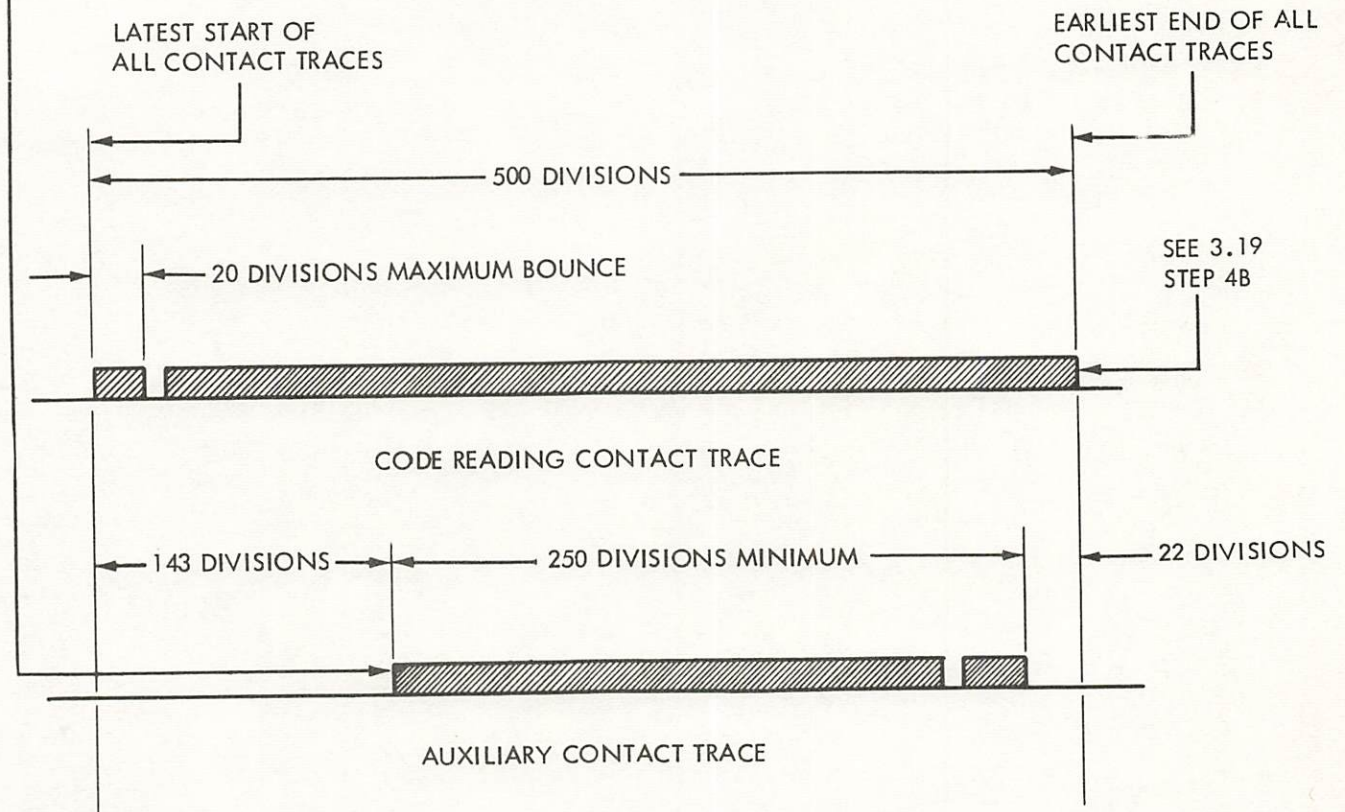 LATEST START OF
ALL CONTACT TRACES
EARLIEST END OF ALL
CONTACT TRACES
500 DIVISIONS
20 DIVISIONS MAXIMUM BOUNCE
SEE 3.19
STEP 4B
CODE READING CONTACT TRACE
143 DIVISIONS
250 DIVISIONS MINIMUM
22 DIVISIONS
AUXILIARY CONTACT TRACE